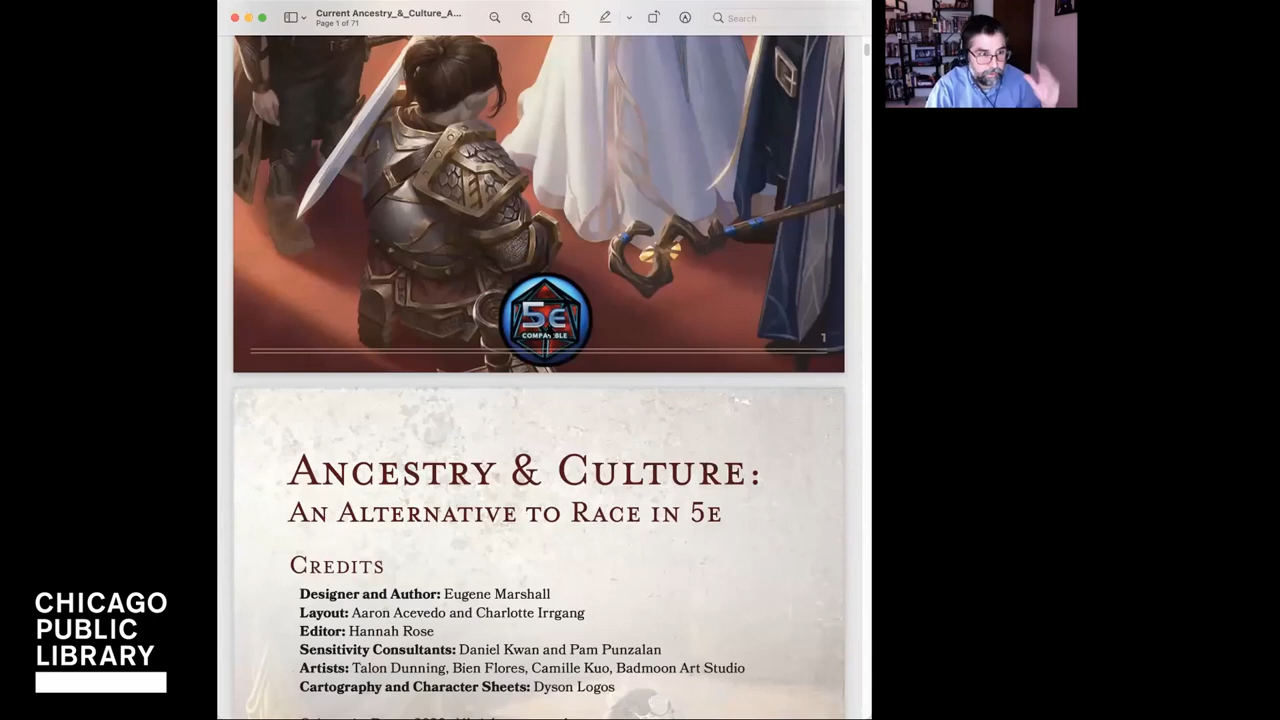 Current Ancestry_&_Culture_A...
Page 1 of 71
Search
5e
COMPATIBLE
1
Ancestry & Culture:
An Alternative to Race in 5e
Credits
Designer and Author: Eugene Marshall
Layout: Aaron Acevedo and Charlotte Irrgang
Editor: Hannah Rose
Sensitivity Consultants: Daniel Kwan and Pam Punzalan
Artists: Talon Dunning, Bien Flores, Camille Kuo, Badmoon Art Studio
Cartography and Character Sheets: Dyson Logos
CHICAGO
PUBLIC
LIBRARY